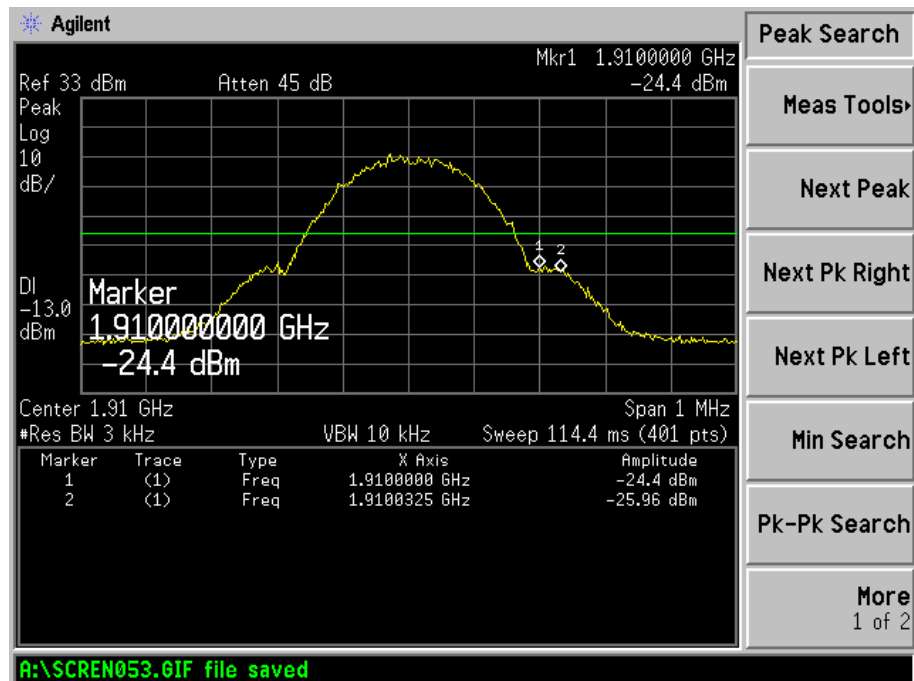 Agilent
Peak Search
Mkr1 1.9100000 GHz
Ref 33 dBm Atten 45 dB -24.4 dBm
Peak
Log
10
dB/
1 2
DI
-13.0
dBm
Marker
1.910000000 GHz
-24.4 dBm
Center 1.91 GHz Span 1 MHz
#Res BW 3 kHz VBW 10 kHz Sweep 114.4 ms (401 pts)
Marker Trace Type X Axis Amplitude
1 (1) Freq 1.9100000 GHz -24.4 dBm
2 (1) Freq 1.9100325 GHz -25.96 dBm
Meas Tools
Next Peak
Next Pk Right
Next Pk Left
Min Search
Pk-Pk Search
More
1 of 2
A:\SCREN053.GIF file saved